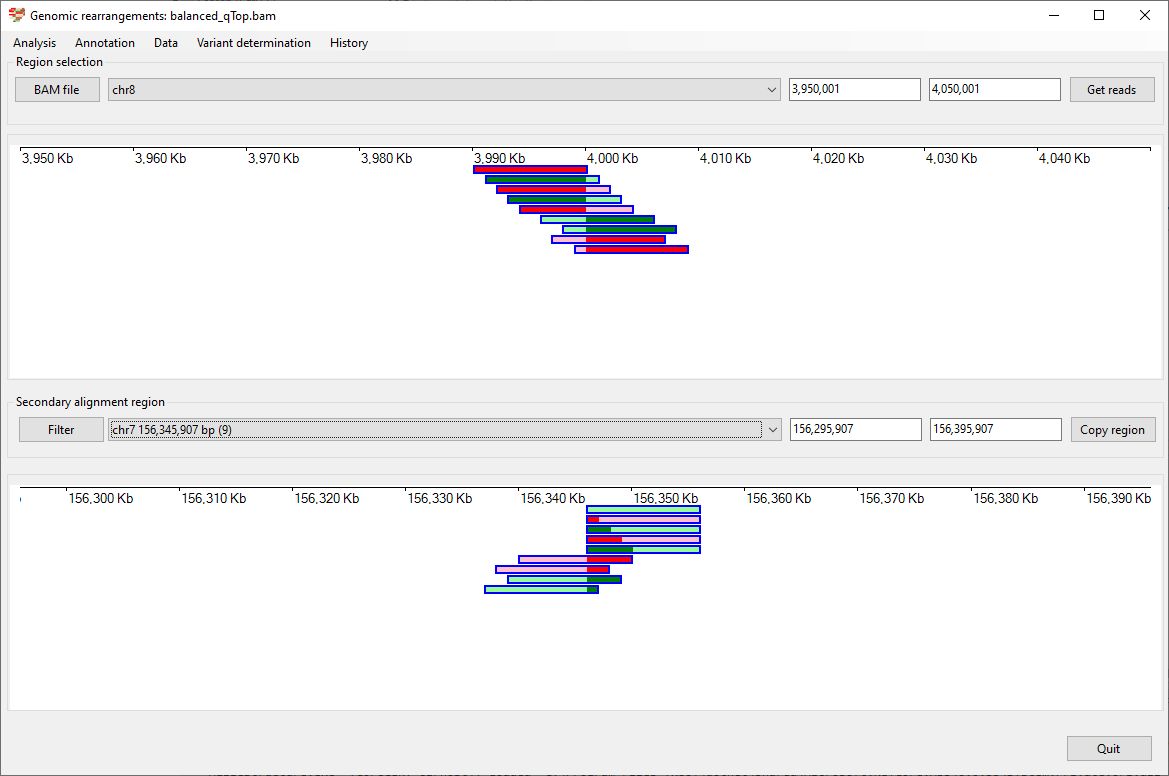 Genomic rearrangements: balanced_qTop.bam
Analysis Annotation Data Variant determination History
Region selection
BAM file chr8 3,950,001 4,050,001 Get reads
3,950 Kb 3,960 Kb 3,970 Kb 3,980 Kb 3,990 Kb 4,000 Kb 4,010 Kb 4,020 Kb 4,030 Kb 4,040 Kb
Secondary alignment region
Filter chr7 156,345,907 bp (9) 156,295,907 156,395,907 Copy region
156,300 Kb 156,310 Kb 156,320 Kb 156,330 Kb 156,340 Kb 156,350 Kb 156,360 Kb 156,370 Kb 156,380 Kb 156,390 Kb
Quit